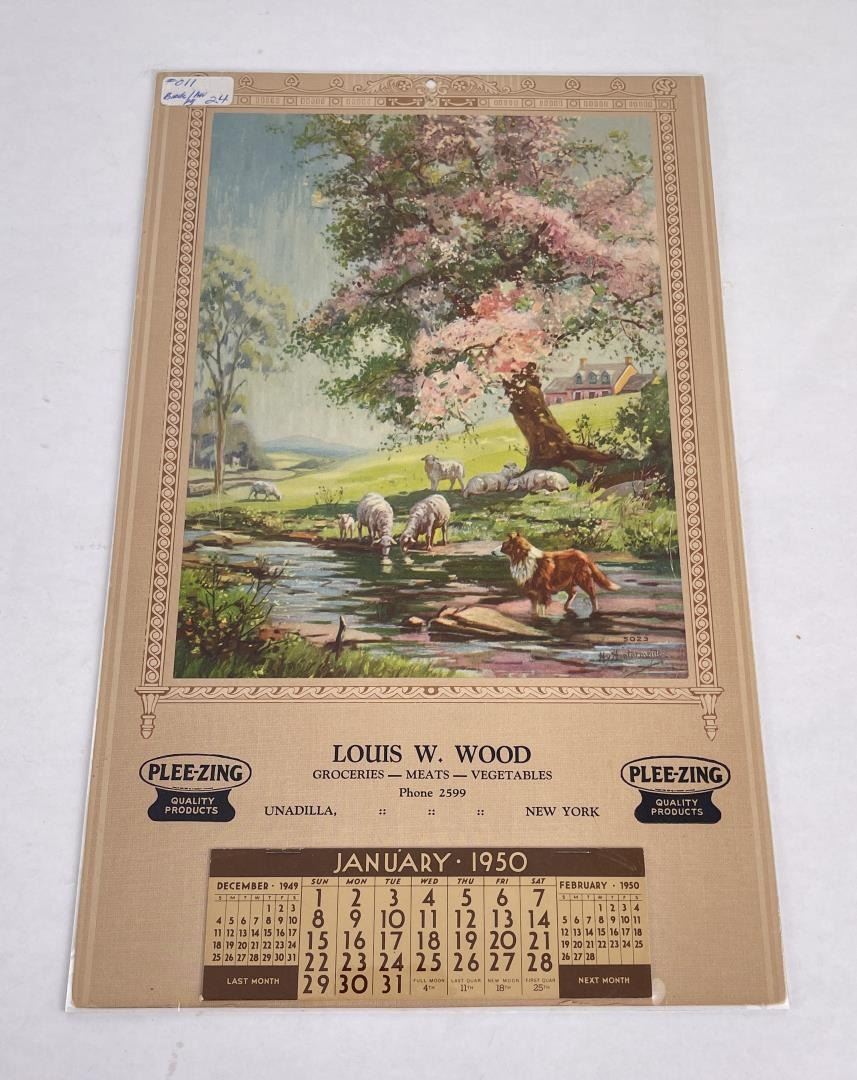 011
24
5023
LOUIS W. WOOD
GROCERIES — MEATS — VEGETABLES
Phone 2599
UNADILLA, :: :: :: NEW YORK
PLEE-ZING
QUALITY
PRODUCTS
PLEE-ZING
QUALITY
PRODUCTS
JANUARY · 1950
DECEMBER · 1949
S M T W T F S
1 2 3
4 5 6 7 8 9 10
11 12 13 14 15 16 17
18 19 20 21 22 23 24
25 26 27 28 29 30 31
LAST MONTH
SUN MON TUE WED THU FRI SAT
1 2 3 4 5 6 7
8 9 10 11 12 13 14
15 16 17 18 19 20 21
22 23 24 25 26 27 28
29 30 31
FULL MOON 4TH
LAST QUAR 11TH
NEW MOON 18TH
FIRST QUAR 25TH
FEBRUARY · 1950
S M T W T F S
1 2 3 4
5 6 7 8 9 10 11
12 13 14 15 16 17 18
19 20 21 22 23 24 25
26 27 28
NEXT MONTH